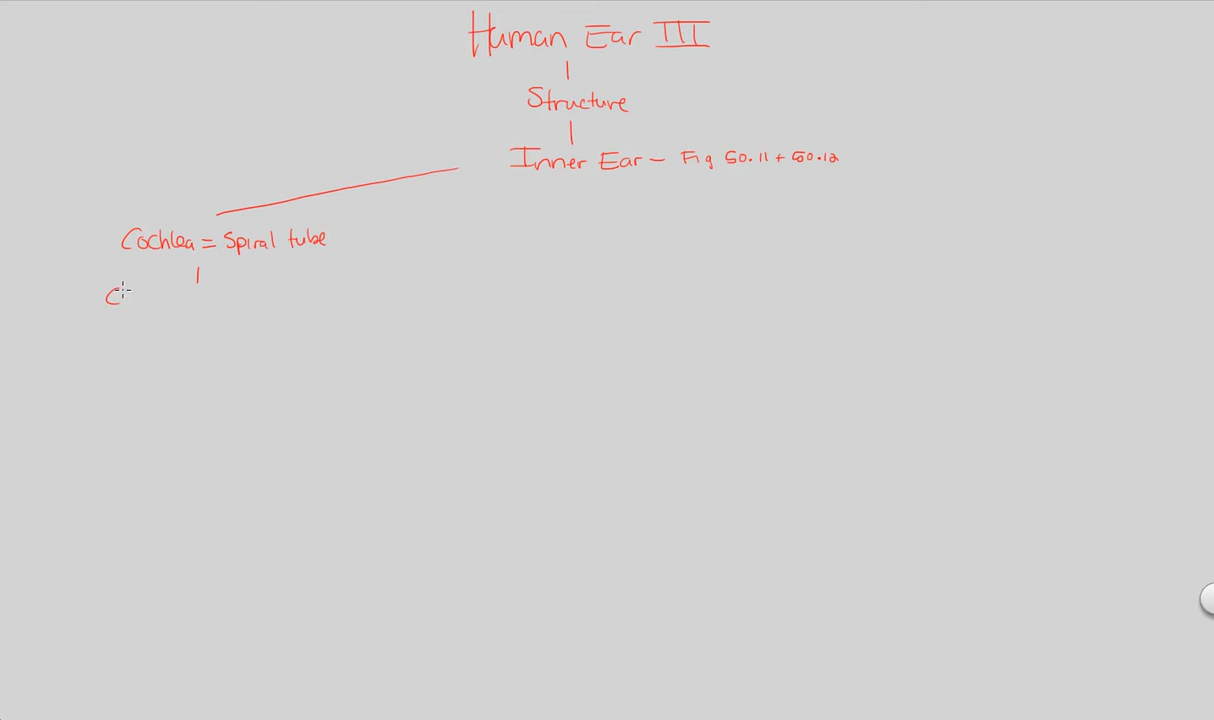 Human Ear III
Structure
Inner Ear - Fig 50.11 + 50.12
Cochlea = Spiral tube
C